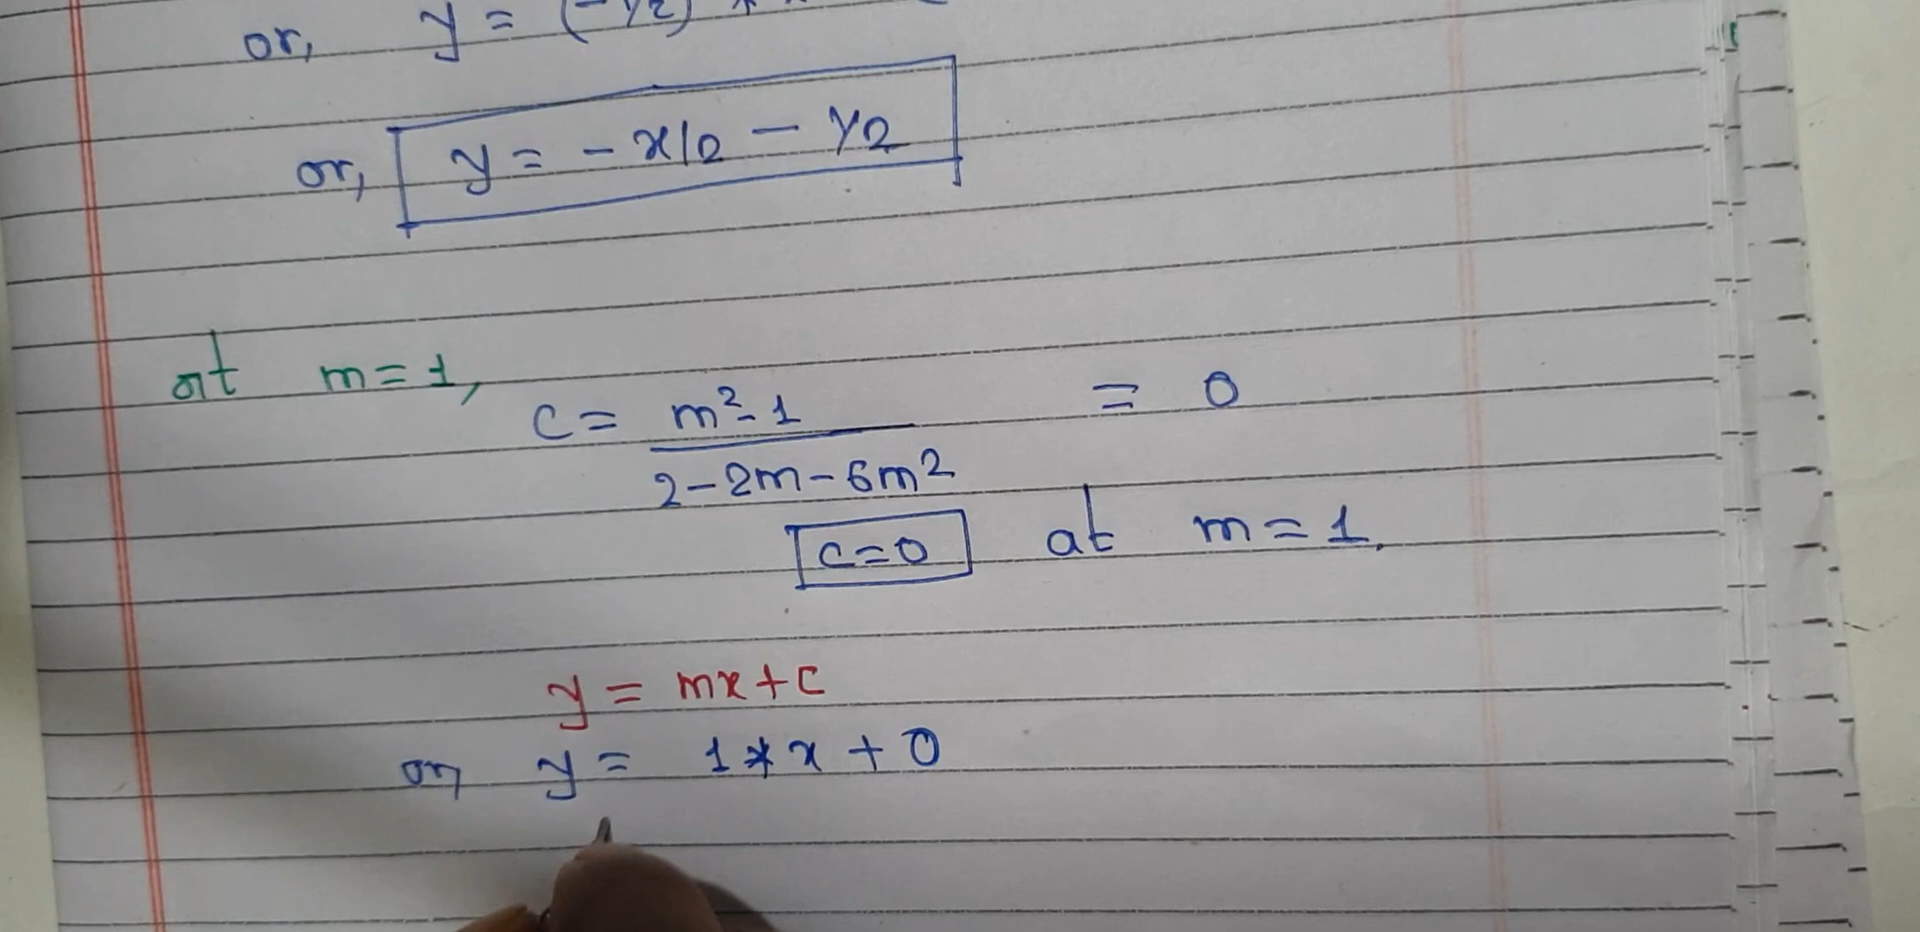 or, y = (-1/2) *
or, y = - x/2 - 1/2
at m = 1,
c = m² - 1 / 2 - 2m - 6m² = 0
c = 0 at m = 1.
y = mx + c
or, y = 1 * x + 0